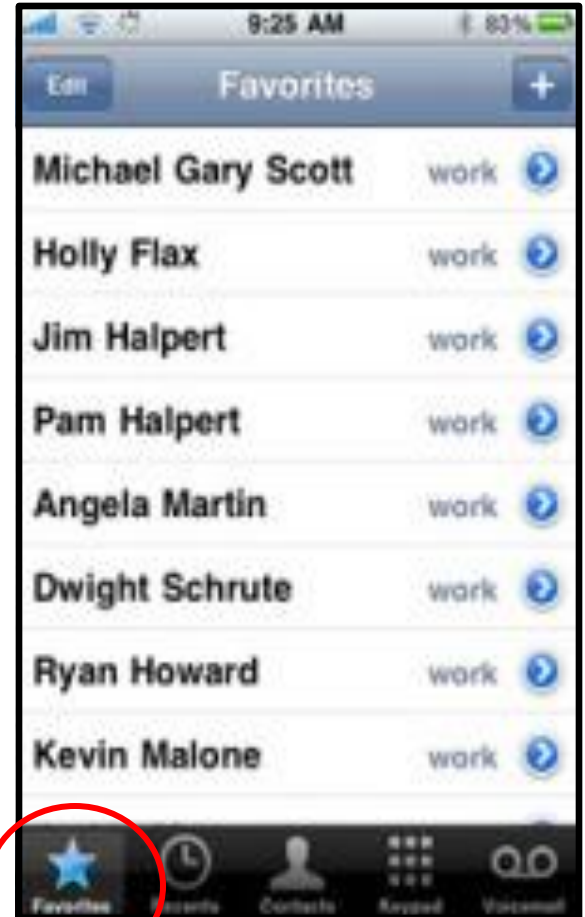 9:25 AM 83%
Edit Favorites +
Michael Gary Scott work
Holly Flax work
Jim Halpert work
Pam Halpert work
Angela Martin work
Dwight Schrute work
Ryan Howard work
Kevin Malone work
Favorites Recents Contacts Keypad Voicemail